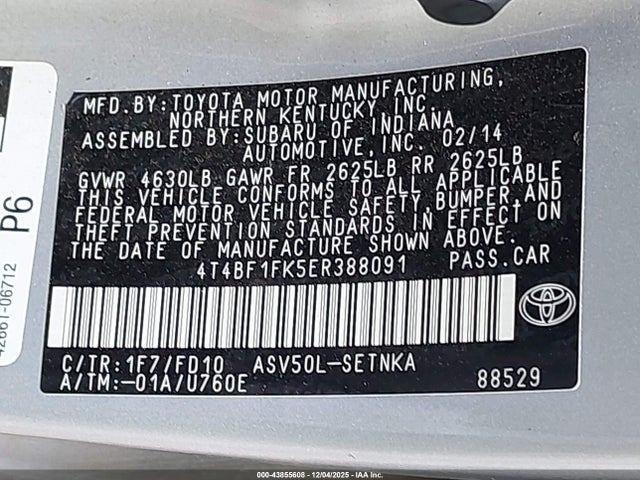 MFD. BY: TOYOTA MOTOR MANUFACTURING,
NORTHERN KENTUCKY, INC.
ASSEMBLED BY: SUBARU OF INDIANA
AUTOMOTIVE, INC. 02/14
GVWR 4630LB GAWR FR 2625LB RR 2625LB
THIS VEHICLE CONFORMS TO ALL APPLICABLE
FEDERAL MOTOR VEHICLE SAFETY, BUMPER, AND
THEFT PREVENTION STANDARDS IN EFFECT ON
THE DATE OF MANUFACTURE SHOWN ABOVE.
4T4BF1FK5ER388091 PASS.CAR
C/TR: 1F7/FD10 ASV50L-SETNKA
A/TM:-01A/U760E
88529
P6
42661-06712
000-43855608 - 12/04/2025 - IAA Inc.